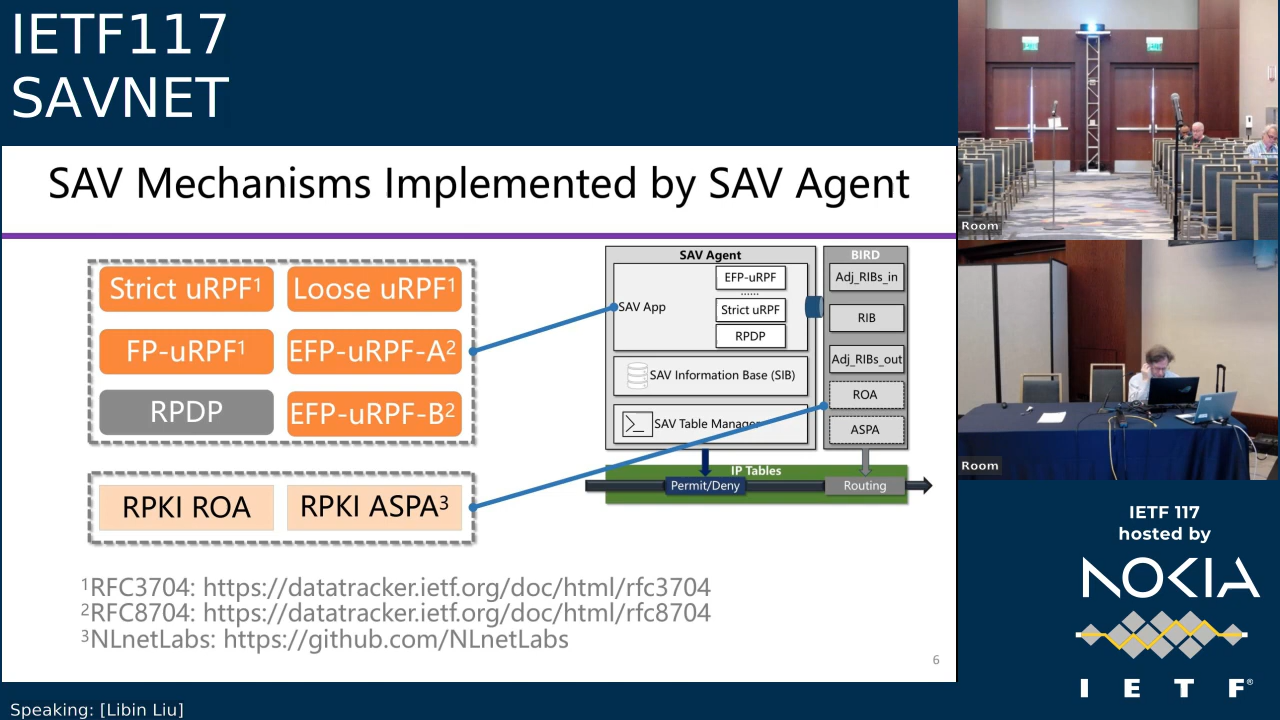 IETF117
SAVNET
SAV Mechanisms Implemented by SAV Agent
Strict uRPF¹
Loose uRPF¹
FP-uRPF¹
EFP-uRPF-A²
RPDP
EFP-uRPF-B²
RPKI ROA
RPKI ASPA³
SAV Agent
SAV App
EFP-uRPF
......
Strict uRPF
RPDP
SAV Information Base (SIB)
SAV Table Manager
BIRD
Adj_RIBs_in
RIB
Adj_RIBs_out
ROA
ASPA
IP Tables
Permit/Deny
Routing
¹RFC3704: https://datatracker.ietf.org/doc/html/rfc3704
²RFC8704: https://datatracker.ietf.org/doc/html/rfc8704
³NLnetLabs: https://github.com/NLnetLabs
6
Room
Room
IETF 117
hosted by
NOKIA
I E T F®
Speaking: [Libin Liu]